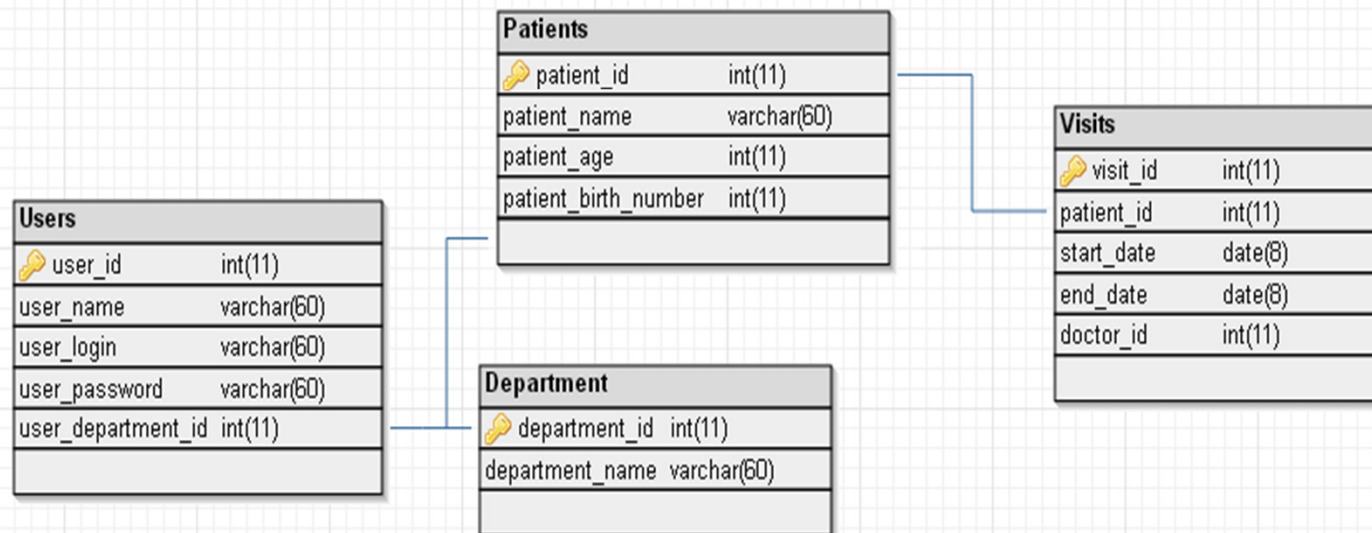 Patients
patient_id int(11)
patient_name varchar(60)
patient_age int(11)
patient_birth_number int(11)
Visits
visit_id int(11)
patient_id int(11)
start_date date(8)
end_date date(8)
doctor_id int(11)
Users
user_id int(11)
user_name varchar(60)
user_login varchar(60)
user_password varchar(60)
user_department_id int(11)
Department
department_id int(11)
department_name varchar(60)